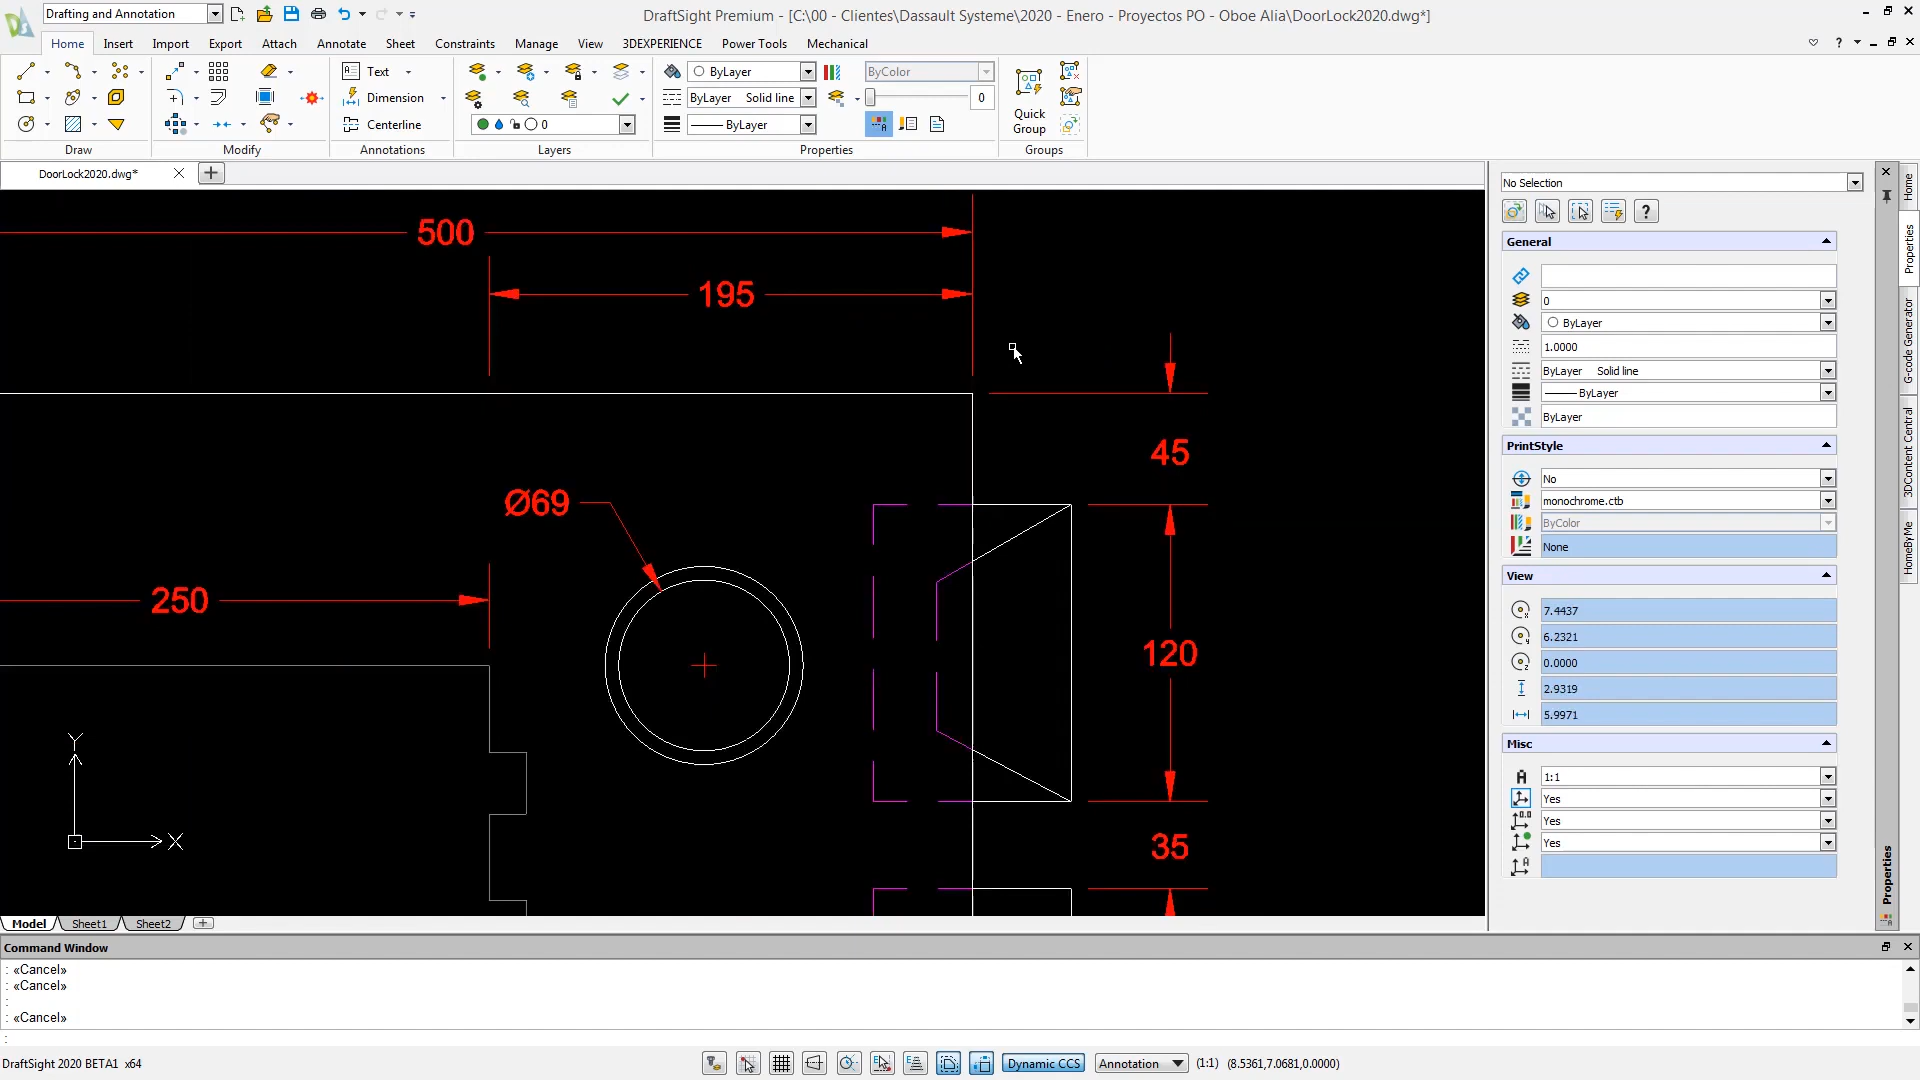 Drafting and Annotation
DraftSight Premium - [C:\00 - Clientes\Dassault Systeme\2020 - Enero - Proyectos PO - Oboe Alia\DoorLock2020.dwg*]
Home Insert Import Export Attach Annotate Sheet Constraints Manage View 3DEXPERIENCE Power Tools Mechanical
?
Text
Dimension
Centerline
0
ByLayer
ByLayer Solid line
ByLayer
ByColor
0
Quick
Group
Draw Modify Annotations Layers Properties Groups
DoorLock2020.dwg*
500
195
45
Ø69
250
120
35
Y
X
No Selection
?
General
0
ByLayer
1.0000
ByLayer Solid line
ByLayer
ByLayer
PrintStyle
No
monochrome.ctb
ByColor
None
View
7.4437
6.2321
0.0000
2.9319
5.9971
Misc
1:1
Yes
Yes
Yes
Home
Properties
G-code Generator
3DContent Central
HomeByMe
Properties
Model Sheet1 Sheet2
Command Window
: «Cancel»
: «Cancel»
:
: «Cancel»
:
DraftSight 2020 BETA1 x64
Dynamic CCS Annotation (1:1) (8.5361,7.0681,0.0000)